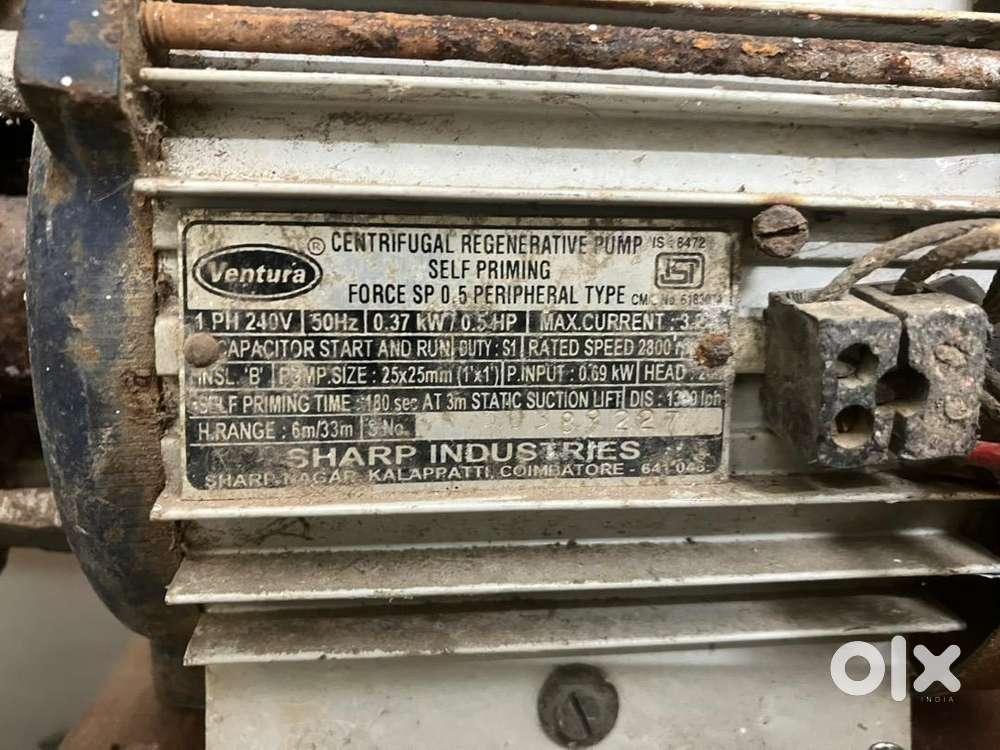 Ventura ®
CENTRIFUGAL REGENERATIVE PUMP IS : 8472
SELF PRIMING
FORCE SP 0.5 PERIPHERAL TYPE
ISI
1 PH 240V 50Hz 0.37 KW / 0.5 HP MAX.CURRENT :
CAPACITOR START AND RUN DUTY : S1 RATED SPEED 2800
INSL. 'B' PUMP.SIZE : 25x25mm (1'x1') P.INPUT : 0.69 kW HEAD :
SELF PRIMING TIME : 180 sec AT 3m STATIC SUCTION LIFT DIS : lph
H.RANGE : 6m/33m S.No.
SHARP INDUSTRIES
SHARP NAGAR, KALAPPATTI, COIMBATORE -
olx
INDIA